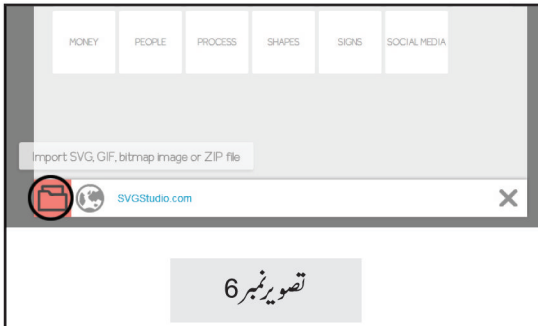 MONEY PEOPLE PROCESS SHAPES SIGNS SOCIAL MEDIA
Import SVG, GIF, bitmap image or ZIP file
SVGStudio.com
تصویر نمبر 6